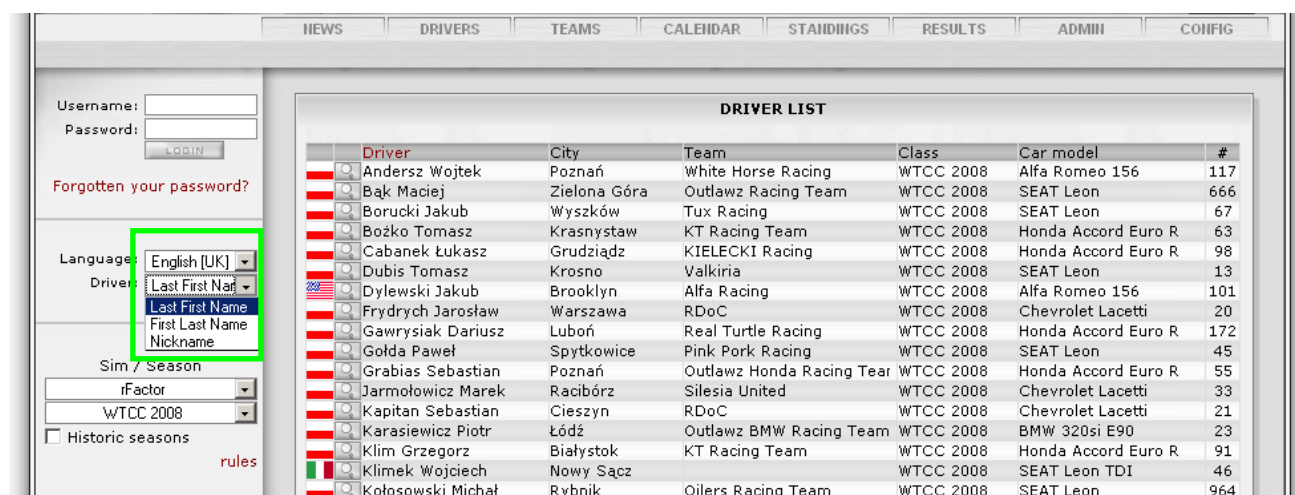 NEWS DRIVERS TEAMS CALENDAR STANDINGS RESULTS ADMIN CONFIG
Username:
Password:
LOGIN
Forgotten your password?
Language: English [UK]
Driver: Last First Nar
Last First Name
First Last Name
Nickname
Sim / Season
rFactor
WTCC 2008
Historic seasons
rules
DRIVER LIST
Driver City Team Class Car model #
Andersz Wojtek Poznań White Horse Racing WTCC 2008 Alfa Romeo 156 117
Bąk Maciej Zielona Góra Outlawz Racing Team WTCC 2008 SEAT Leon 666
Borucki Jakub Wyszków Tux Racing WTCC 2008 SEAT Leon 67
Bożko Tomasz Krasnystaw KT Racing Team WTCC 2008 Honda Accord Euro R 63
Cabanek Łukasz Grudziądz KIELECKI Racing WTCC 2008 Honda Accord Euro R 98
Dubis Tomasz Krosno Valkiria WTCC 2008 SEAT Leon 13
Dylewski Jakub Brooklyn Alfa Racing WTCC 2008 Alfa Romeo 156 101
Frydrych Jarosław Warszawa RDoC WTCC 2008 Chevrolet Lacetti 20
Gawrysiak Dariusz Luboń Real Turtle Racing WTCC 2008 Honda Accord Euro R 172
Gołda Paweł Spytkowice Pink Pork Racing WTCC 2008 SEAT Leon 45
Grabias Sebastian Poznań Outlawz Honda Racing Tear WTCC 2008 Honda Accord Euro R 55
Jarmołowicz Marek Racibórz Silesia United WTCC 2008 Chevrolet Lacetti 33
Kapitan Sebastian Cieszyn RDoC WTCC 2008 Chevrolet Lacetti 21
Karasiewicz Piotr Łódź Outlawz BMW Racing Team WTCC 2008 BMW 320si E90 23
Klim Grzegorz Białystok KT Racing Team WTCC 2008 Honda Accord Euro R 91
Klimek Wojciech Nowy Sącz WTCC 2008 SEAT Leon TDI 46
Kołosowski Michał Rybnik Oilers Racing Team WTCC 2008 SEAT Leon 964